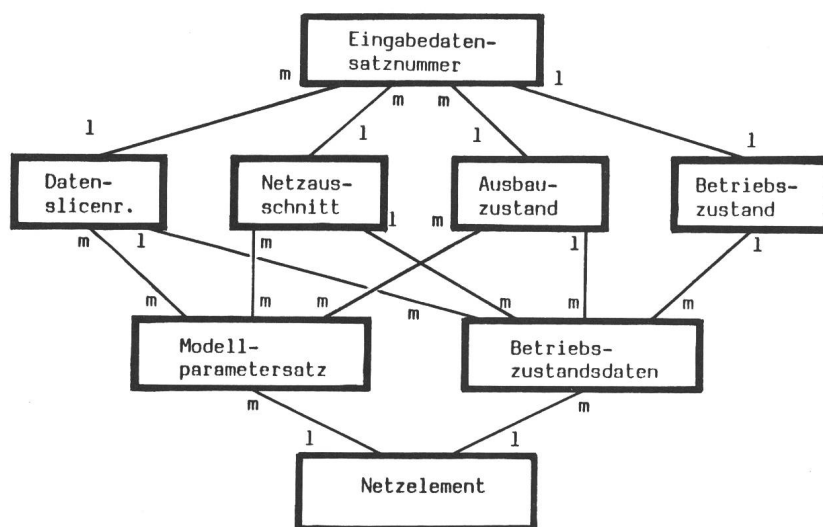 Eingabedaten-
satznummer
m
m
m
l
l
l
l
l
Daten-
slicenr.
Netzaus-
schnitt
Ausbau-
zustand
Betriebs-
zustand
m
l
m
l
m
l
l
m
m
m
m
m
m
m
Modell-
parametersatz
Betriebs-
zustandsdaten
m
m
l
l
Netzelement